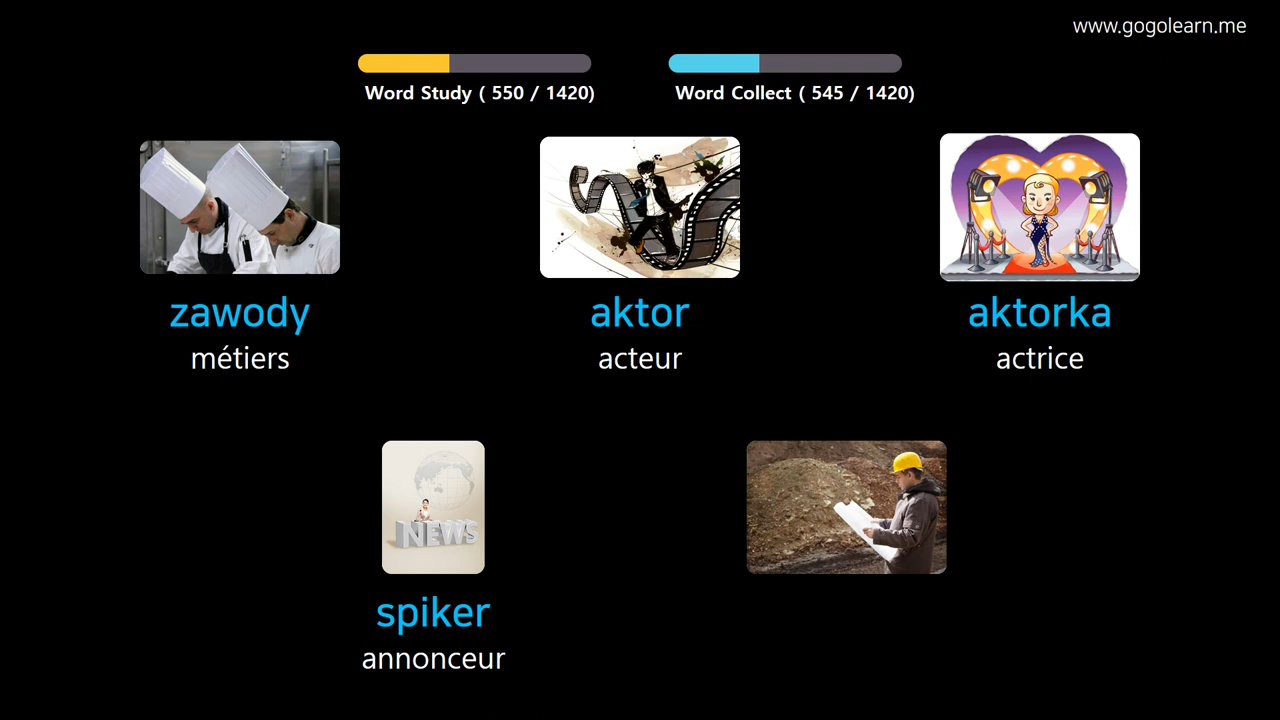 www.gogolearn.me
Word Study ( 550 / 1420)
Word Collect ( 545 / 1420)
zawody
métiers
aktor
acteur
aktorka
actrice
NEWS
spiker
annonceur